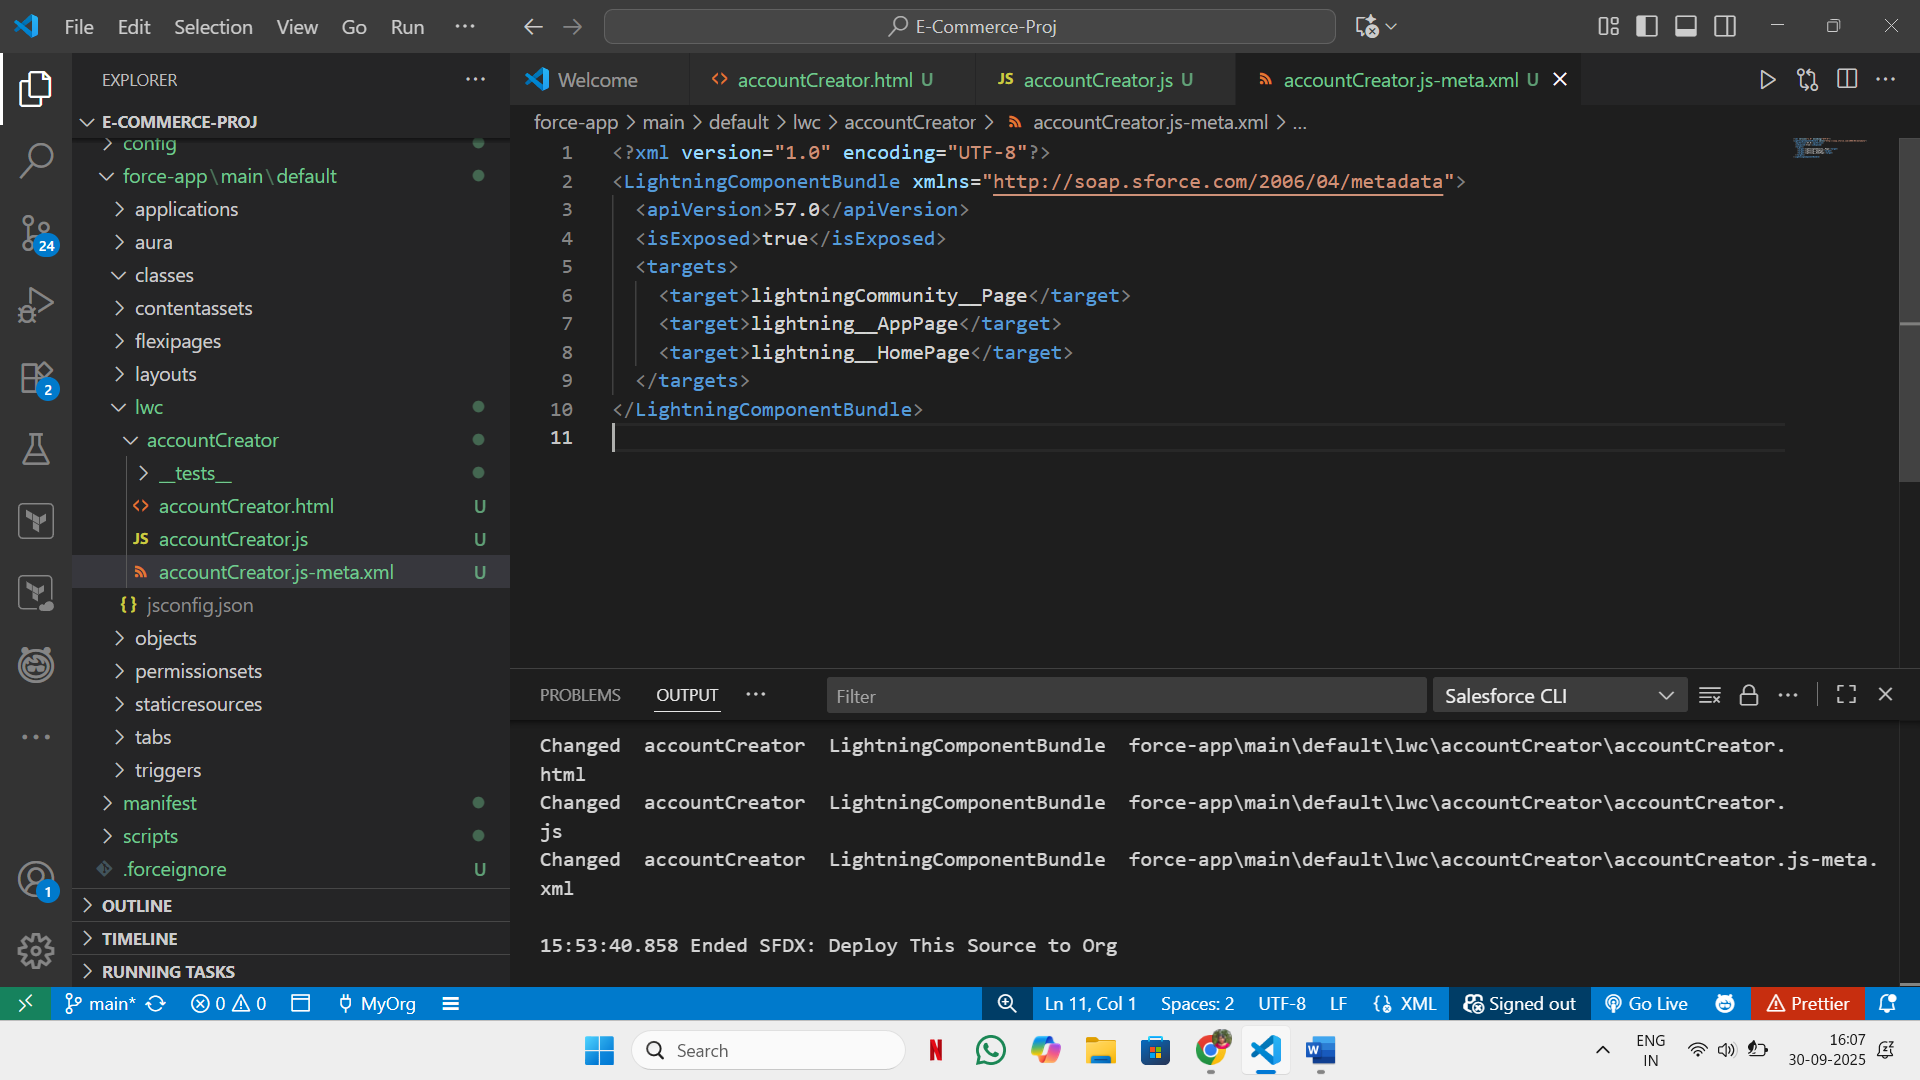 File Edit Selection View Go Run ···
E-Commerce-Proj
EXPLORER
E-COMMERCE-PROJ
config
force-app\main\default
applications
aura
classes
contentassets
flexipages
layouts
lwc
accountCreator
__tests__
accountCreator.html U
JS accountCreator.js U
accountCreator.js-meta.xml U
{} jsconfig.json
objects
permissionsets
staticresources
tabs
triggers
manifest
scripts
.forceignore U
OUTLINE
TIMELINE
RUNNING TASKS
24
2
1
Welcome
<> accountCreator.html U
JS accountCreator.js U
accountCreator.js-meta.xml U
force-app > main > default > lwc > accountCreator > accountCreator.js-meta.xml > ...
1 <?xml version="1.0" encoding="UTF-8"?>
2 <LightningComponentBundle xmlns="http://soap.sforce.com/2006/04/metadata">
3 <apiVersion>57.0</apiVersion>
4 <isExposed>true</isExposed>
5 <targets>
6 <target>lightningCommunity__Page</target>
7 <target>lightning__AppPage</target>
8 <target>lightning__HomePage</target>
9 </targets>
10 </LightningComponentBundle>
11
PROBLEMS OUTPUT ···
Filter
Salesforce CLI
Changed accountCreator LightningComponentBundle force-app\main\default\lwc\accountCreator\accountCreator.
html
Changed accountCreator LightningComponentBundle force-app\main\default\lwc\accountCreator\accountCreator.
js
Changed accountCreator LightningComponentBundle force-app\main\default\lwc\accountCreator\accountCreator.js-meta.
xml
15:53:40.858 Ended SFDX: Deploy This Source to Org
main* 0 0 MyOrg
Ln 11, Col 1 Spaces: 2 UTF-8 LF XML Signed out Go Live Prettier
Search
N
W
ENG
IN
16:07
30-09-2025